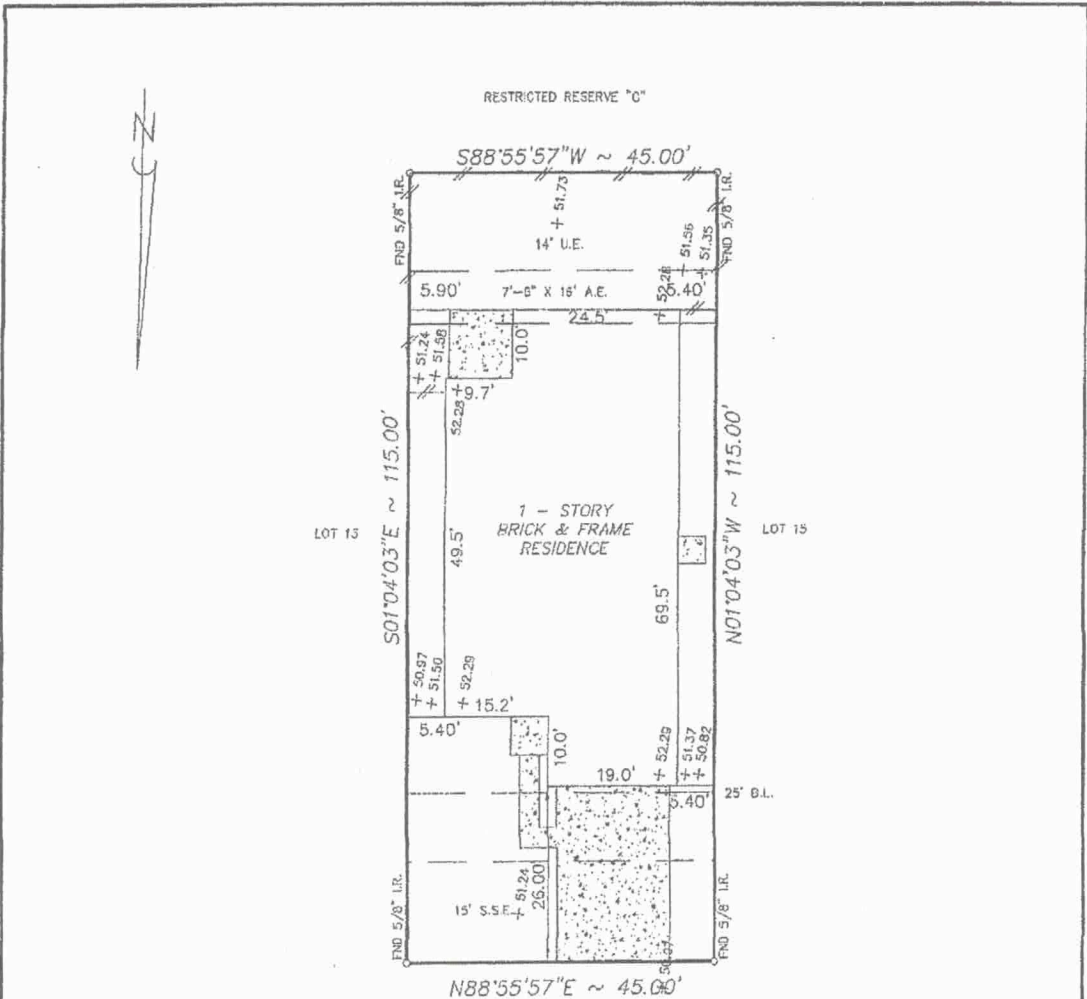 RESTRICTED RESERVE "C"
N
S88°55'57"W ~ 45.00'
FND 5/8" I.R.
FND 5/8" I.R.
51.73
14' U.E.
51.56
51.35
5.90'
7'-6" X 16' A.E.
52.28
5.40'
24.5'
51.24
51.58
10.0'
9.7'
52.28
S01°04'03"E ~ 115.00'
N01°04'03"W ~ 115.00'
1 - STORY
BRICK & FRAME
RESIDENCE
LOT 13
LOT 15
49.5'
69.5'
50.97
51.50
52.29
15.2'
5.40'
10.0'
52.29
51.37
50.82
19.0'
5.40'
25' B.L.
51.24
26.00'
15' S.S.E.
FND 5/8" I.R.
FND 5/8" I.R.
N88°55'57"E ~ 45.00'